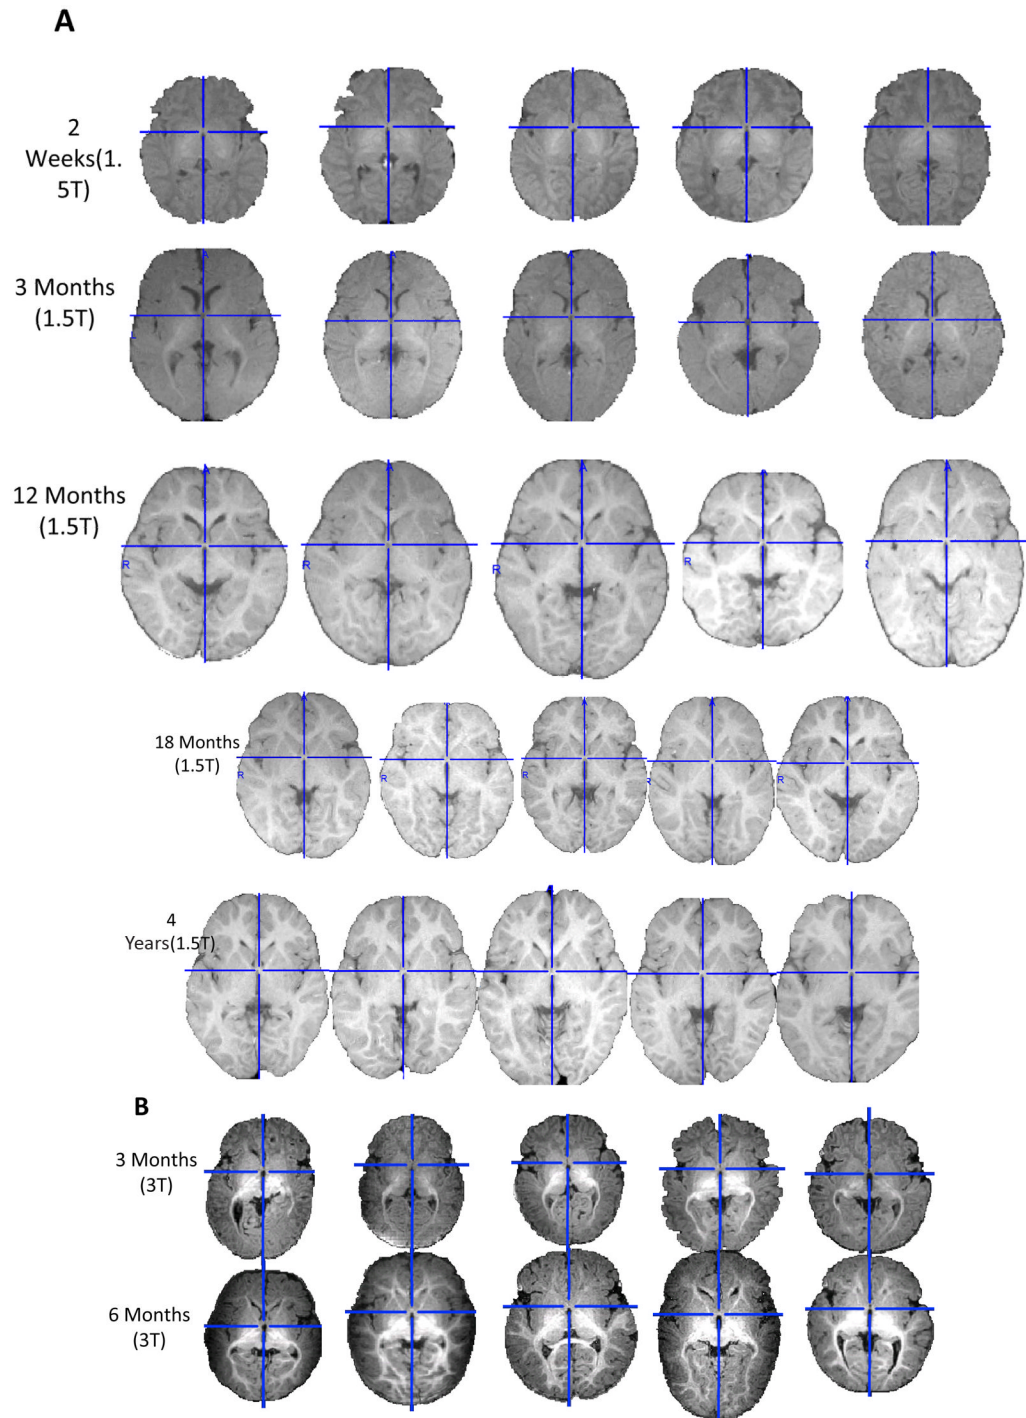 A
2
Weeks(1.
5T)
3 Months
(1.5T)
A
12 Months
(1.5T)
A
A
A
R
R
R
R
18 Months
(1.5T)
R
R
R
R
4
Years(1.5T)
B
3 Months
(3T)
6 Months
(3T)